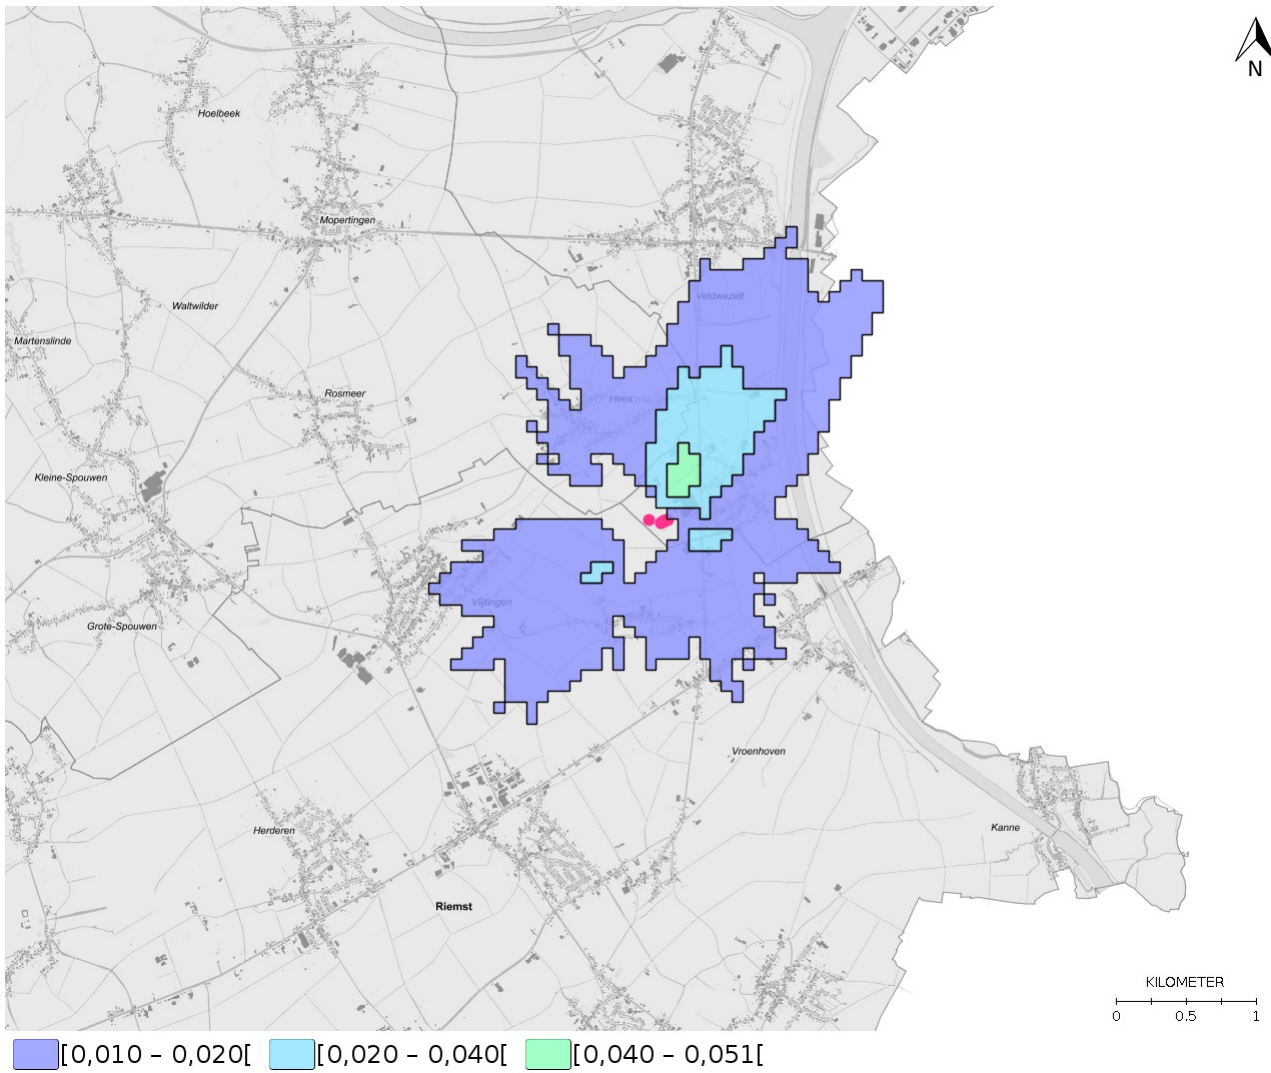 N
Hoelbeek
Mopertingen
Waltwilder
Veldwezelt
Martenslinde
Rosmeer
Hees
Kleine-Spouwen
Vlijtingen
Grote-Spouwen
Vroenhoven
Kanne
Herderen
Riemst
KILOMETER
0 0.5 1
[0,010 – 0,020[ [0,020 – 0,040[ [0,040 – 0,051[